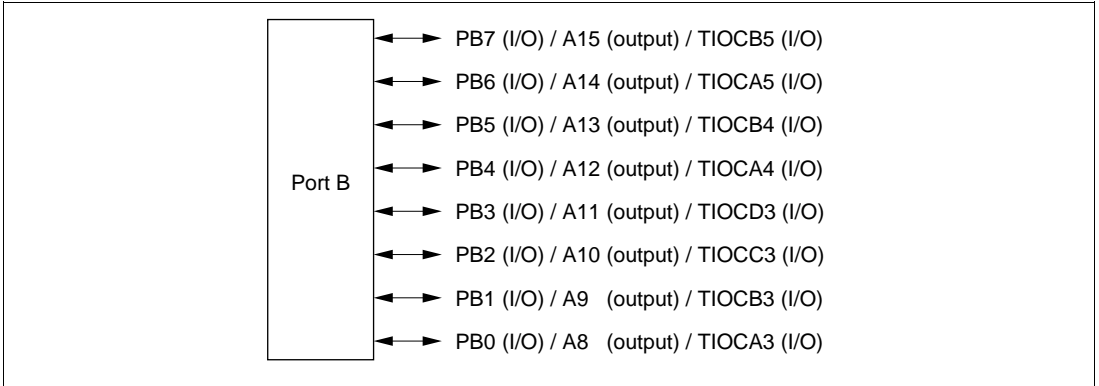 PB7 (I/O) / A15 (output) / TIOCB5 (I/O)
PB6 (I/O) / A14 (output) / TIOCA5 (I/O)
PB5 (I/O) / A13 (output) / TIOCB4 (I/O)
PB4 (I/O) / A12 (output) / TIOCA4 (I/O)
Port B
PB3 (I/O) / A11 (output) / TIOCD3 (I/O)
PB2 (I/O) / A10 (output) / TIOCC3 (I/O)
PB1 (I/O) / A9 (output) / TIOCB3 (I/O)
PB0 (I/O) / A8 (output) / TIOCA3 (I/O)